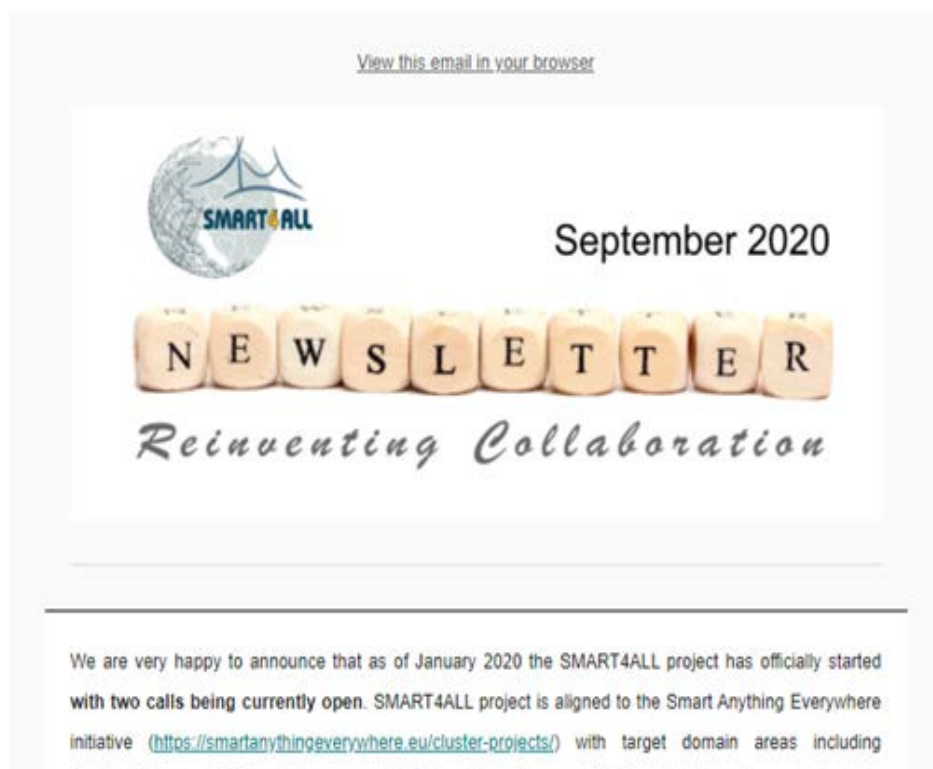 View this email in your browser
SMART4ALL
September 2020
NEWSLETTER
Reinventing Collaboration
We are very happy to announce that as of January 2020 the SMART4ALL project has officially started
with two calls being currently open. SMART4ALL project is aligned to the Smart Anything Everywhere
initiative (https://smartanythingeverywhere.eu/cluster-projects/) with target domain areas including